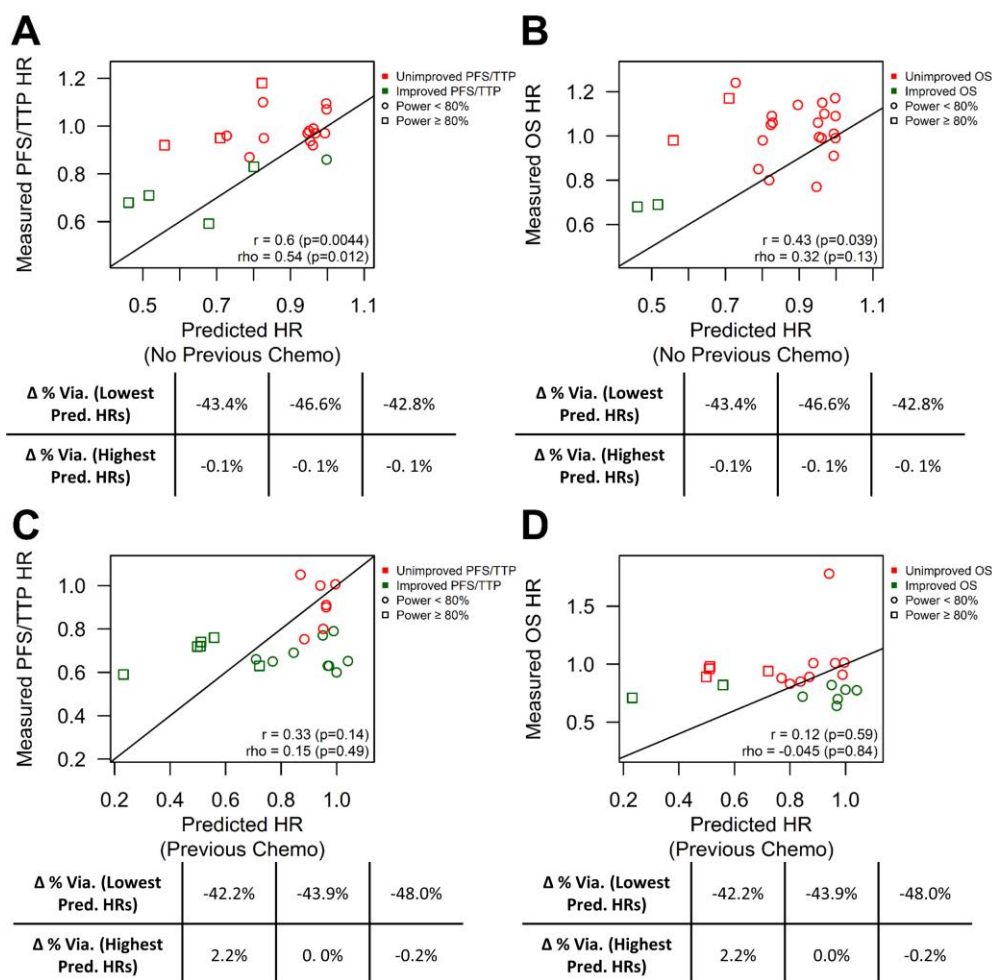 A
Measured PFS/TTP HR
1.2
1.0
0.8
0.6
Unimproved PFS/TTP
Improved PFS/TTP
Power < 80%
Power ≥ 80%
r = 0.6 (p=0.0044)
rho = 0.54 (p=0.012)
0.5 0.7 0.9 1.1
Predicted HR
(No Previous Chemo)
Δ % Via. (Lowest Pred. HRs) -43.4% -46.6% -42.8%
Δ % Via. (Highest Pred. HRs) -0.1% -0. 1% -0. 1%
B
Measured OS HR
1.2
1.0
0.8
0.6
Unimproved OS
Improved OS
Power < 80%
Power ≥ 80%
r = 0.43 (p=0.039)
rho = 0.32 (p=0.13)
0.5 0.7 0.9 1.1
Predicted HR
(No Previous Chemo)
Δ % Via. (Lowest Pred. HRs) -43.4% -46.6% -42.8%
Δ % Via. (Highest Pred. HRs) -0.1% -0. 1% -0. 1%
C
Measured PFS/TTP HR
1.0
0.8
0.6
0.4
0.2
Unimproved PFS/TTP
Improved PFS/TTP
Power < 80%
Power ≥ 80%
r = 0.33 (p=0.14)
rho = 0.15 (p=0.49)
0.2 0.4 0.6 0.8 1.0
Predicted HR
(Previous Chemo)
Δ % Via. (Lowest Pred. HRs) -42.2% -43.9% -48.0%
Δ % Via. (Highest Pred. HRs) 2.2% 0. 0% -0.2%
D
Measured OS HR
1.5
1.0
0.5
Unimproved OS
Improved OS
Power < 80%
Power ≥ 80%
r = 0.12 (p=0.59)
rho = -0.045 (p=0.84)
0.2 0.4 0.6 0.8 1.0
Predicted HR
(Previous Chemo)
Δ % Via. (Lowest Pred. HRs) -42.2% -43.9% -48.0%
Δ % Via. (Highest Pred. HRs) 2.2% 0.0% -0.2%